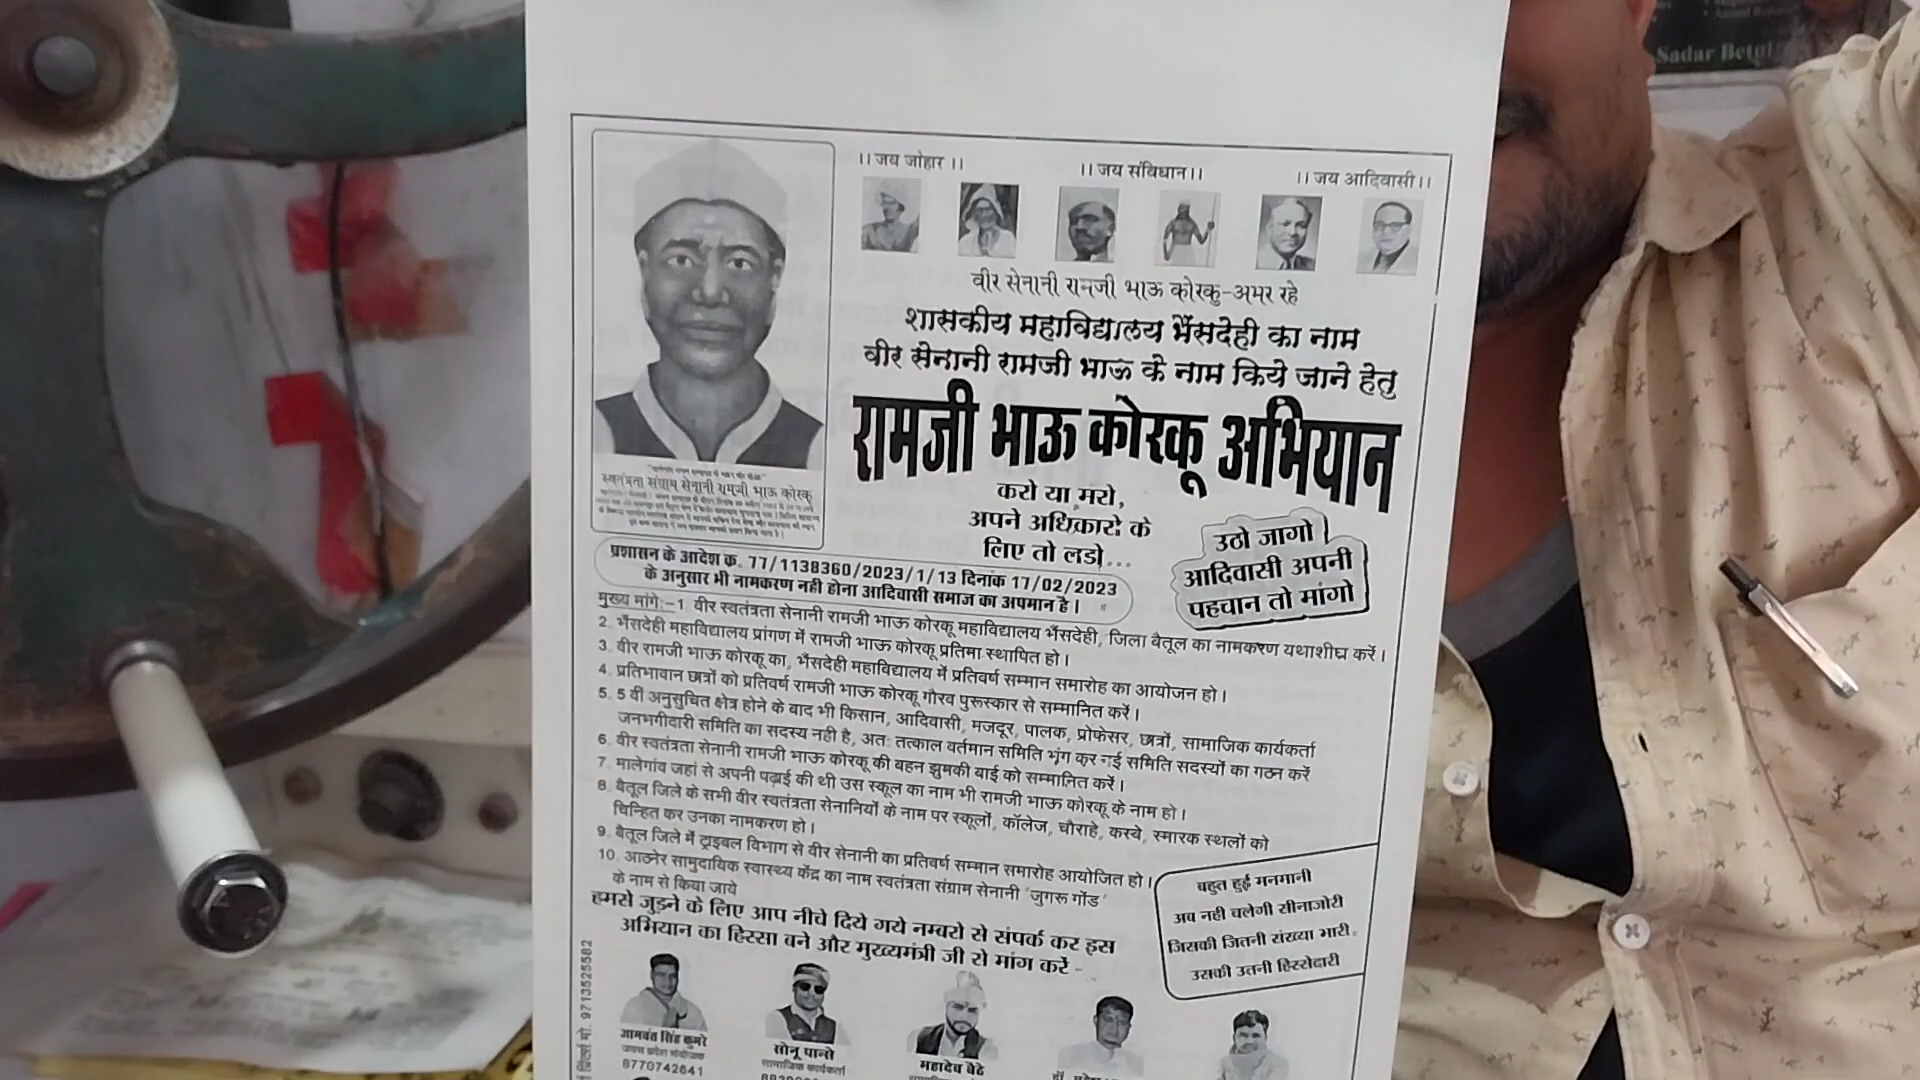 Sadar Betul
।। जय जोहार ।।
।। जय संविधान।।
।। जय आदिवासी।।
वीर सेनानी रामजी भाऊ कोरकु-अमर रहे
शासकीय महाविद्यालय भैंसदेही का नाम
वीर सेनानी रामजी भाऊ के नाम किये जाने हेतु
रामजी भाऊ कोरकू अभियान
स्वतंत्रता संग्राम सेनानी रामजी भाऊ कोरकू
करो या मरो,
अपने अधिकारों के
लिए तो लडो...
उठो जागो
आदिवासी अपनी
पहचान तो मांगो
प्रशासन के आदेश क्र. 77/1138360/2023/1/13 दिनांक 17/02/2023
के अनुसार भी नामकरण नही होना आदिवासी समाज का अपमान है।
मुख्य मांगे:-1. वीर स्वतंत्रता सेनानी रामजी भाऊ कोरकू महाविद्यालय भैंसदेही, जिला बैतूल का नामकरण यथाशीघ्र करें।
2. भैंसदेही महाविद्यालय प्रांगण में रामजी भाऊ कोरकू प्रतिमा स्थापित हो।
3. वीर रामजी भाऊ कोरकू का, भैंसदेही महाविद्यालय में प्रतिवर्ष सम्मान समारोह का आयोजन हो।
4. प्रतिभावान छात्रों को प्रतिवर्ष रामजी भाऊ कोरकू गौरव पुरूस्कार से सम्मानित करें।
5. 5 वीं अनुसुचित क्षेत्र होने के बाद भी किसान, आदिवासी, मजदूर, पालक, प्रोफेसर, छात्रों, सामाजिक कार्यकर्ता
जनभगीदारी समिति का सदस्य नही है, अतः तत्काल वर्तमान समिति भंग कर नई समिति सदस्यों का गठन करें
6. वीर स्वतंत्रता सेनानी रामजी भाऊ कोरकू की बहन झुमकी बाई को सम्मानित करें।
7. मालेगांव जहां से अपनी पढ़ाई की थी उस स्कूल का नाम भी रामजी भाऊ कोरकू के नाम हो।
8. बैतूल जिले के सभी वीर स्वतंत्रता सेनानियों के नाम पर स्कूलों, कॉलेज, चौराहे, कस्वे, स्मारक स्थलों को
चिन्हित कर उनका नामकरण हो।
9. बैतूल जिले में ट्राइबल विभाग से वीर सेनानी का प्रतिवर्ष सम्मान समारोह आयोजित हो।
10. आठनेर सामुदायिक स्वास्थ्य केंद्र का नाम स्वतंत्रता संग्राम सेनानी 'जुगरू गोंड'
के नाम से किया जाये
बहुत हुई मनमानी
अब नही चलेगी सीनाजोरी
जिसकी जितनी संख्या भारी
उसकी उतनी हिस्सेदारी
हमसे जुड़ने के लिए आप नीचे दिये गये नम्बरो से संपर्क कर इस
अभियान का हिस्सा बने और मुख्यमंत्री जी से मांग करें -
मो. 9713525582
जामवंत सिंह कुमरे
8770742641
सोनू पान्से
सामाजिक कार्यकर्ता
महादेव बेठे